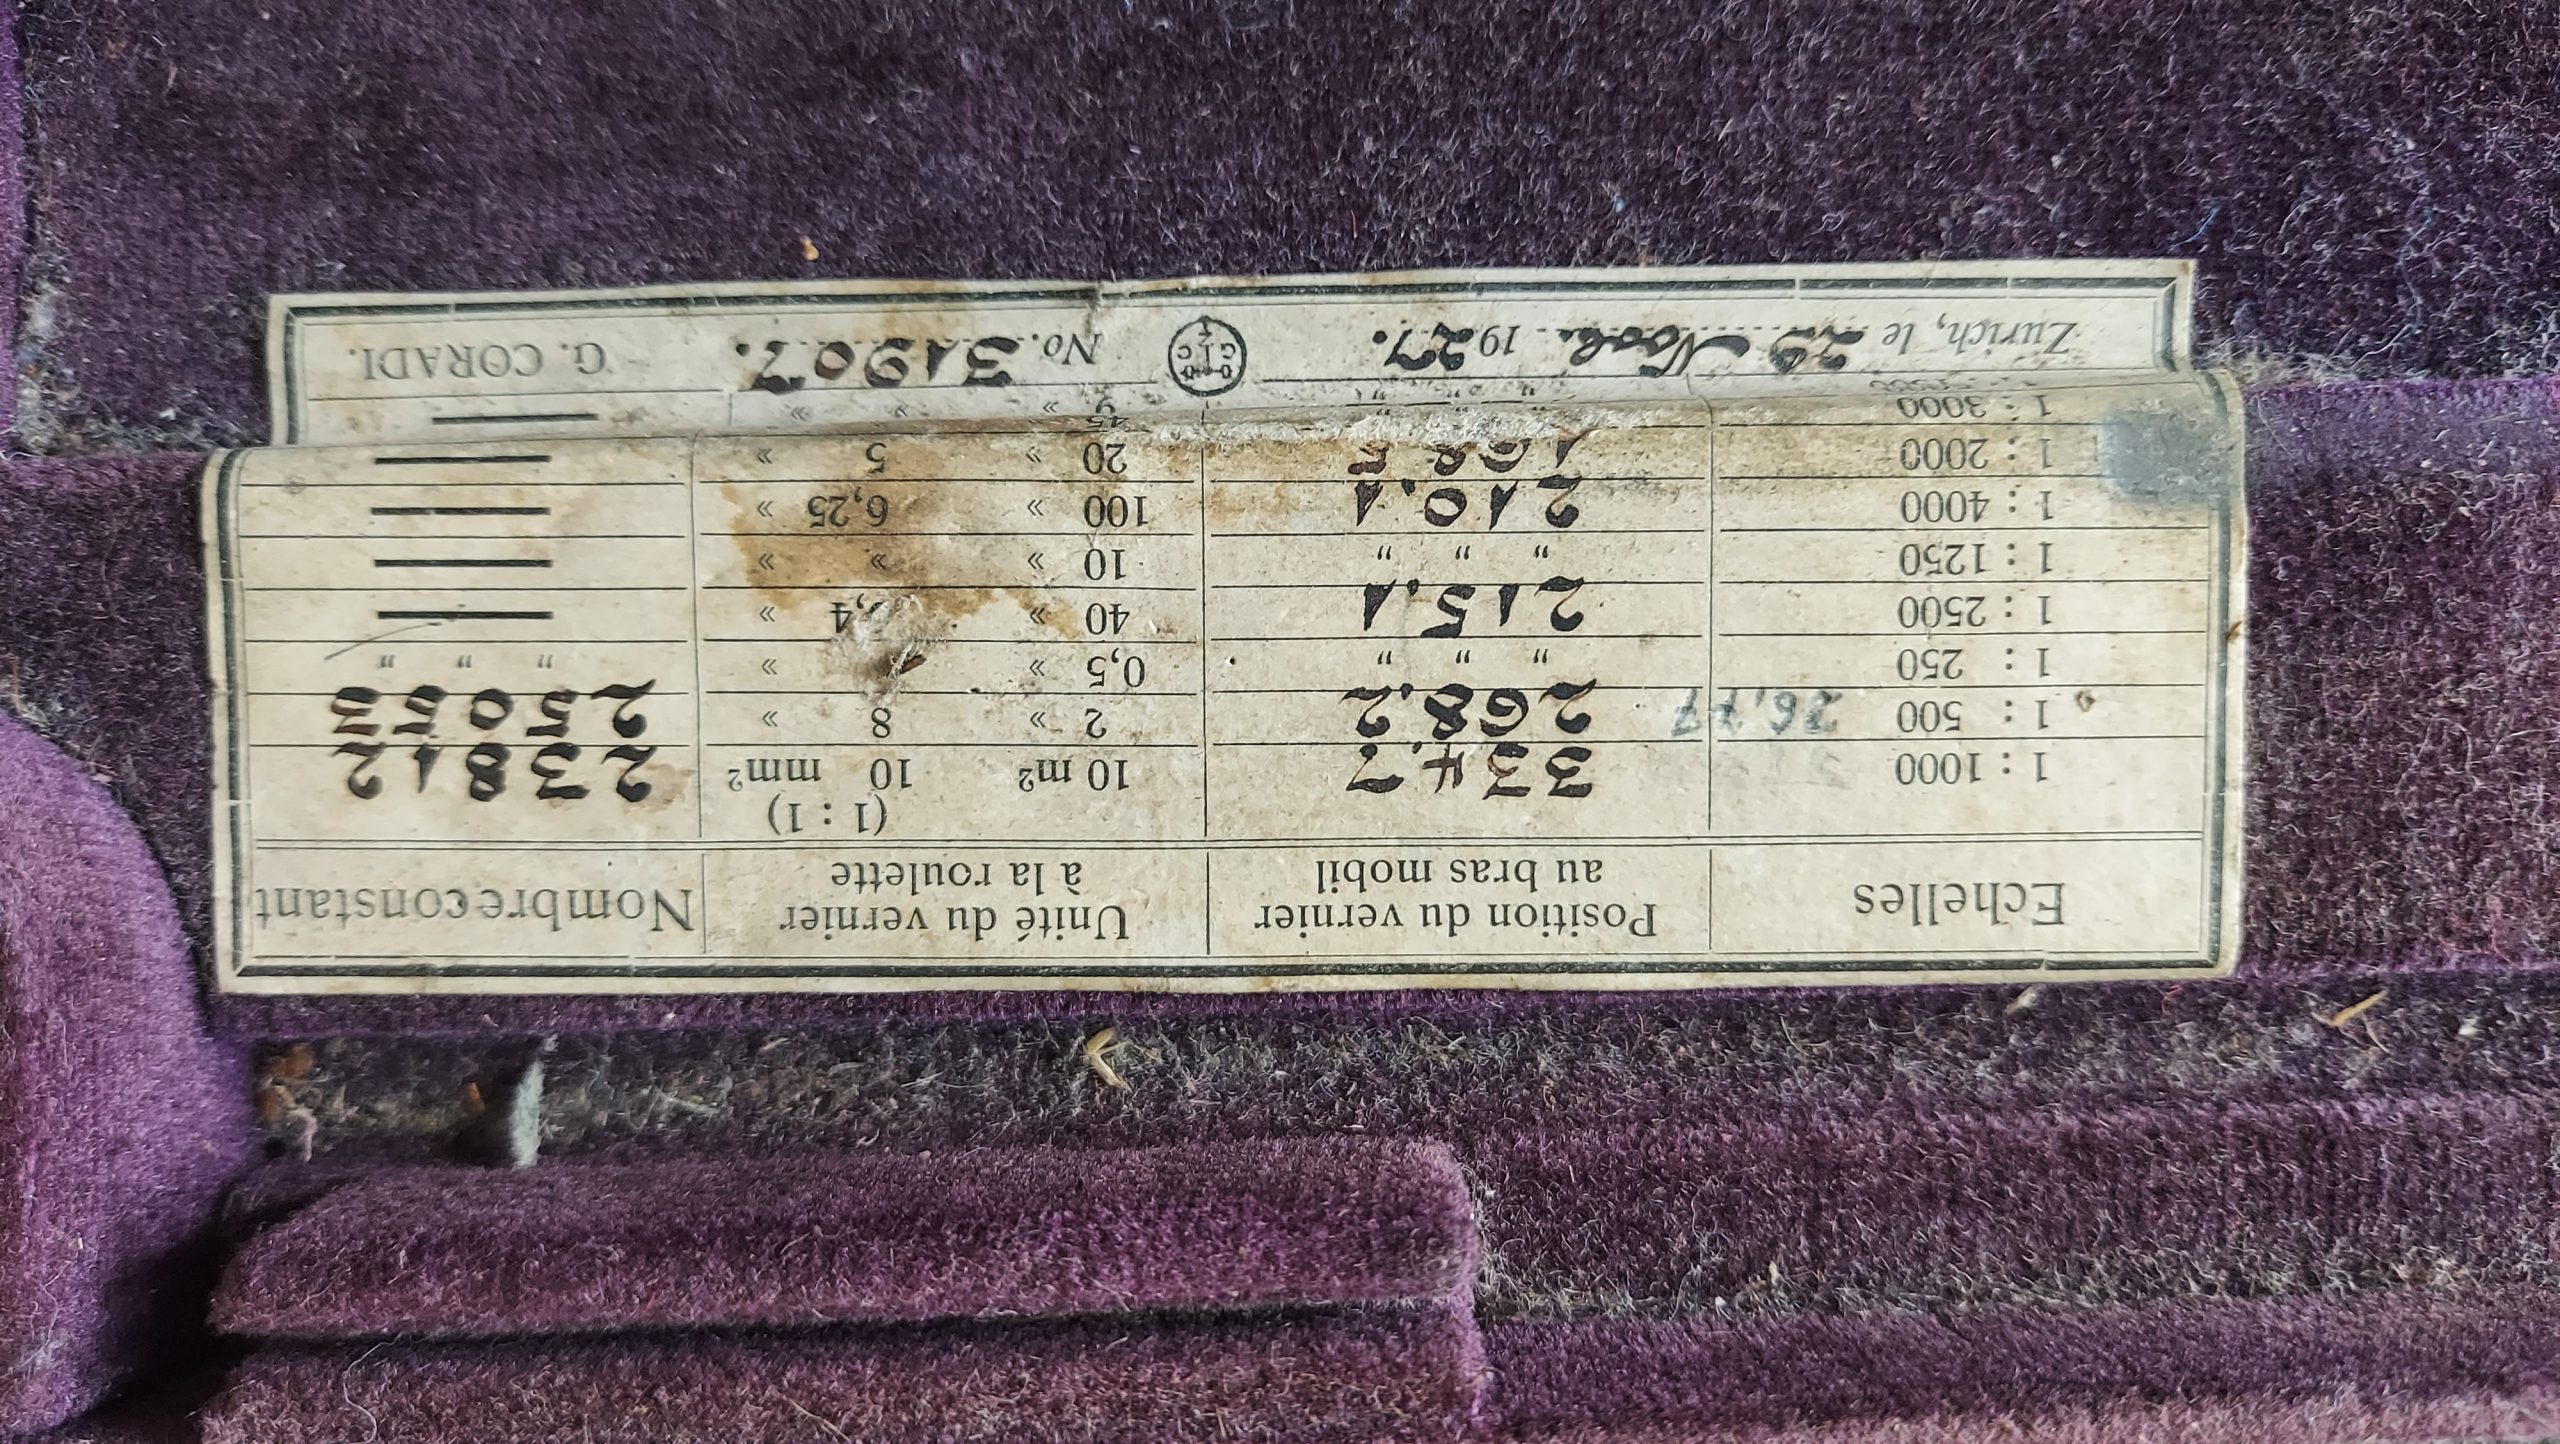 Echelles Position du vernier au bras mobil Unité du vernier à la roulette Nombre constant
(1 : 1)
1 : 1000 334.7 10 m² 10 mm² 23812
1 : 500 26,77 268.2 2 » 8 » 25055
1 : 250 " " " 0,5 » » " " "
1 : 2500 215.1 40 » ,4 » —
1 : 1250 " " " 10 » » » —
1 : 4000 210.1 100 » 6,25 » —
1 : 2000 20 » 5 » —
1 : 3000 " " 45 » » » —
Zurich, le 29 1927. No. 31907. G. CORADI.